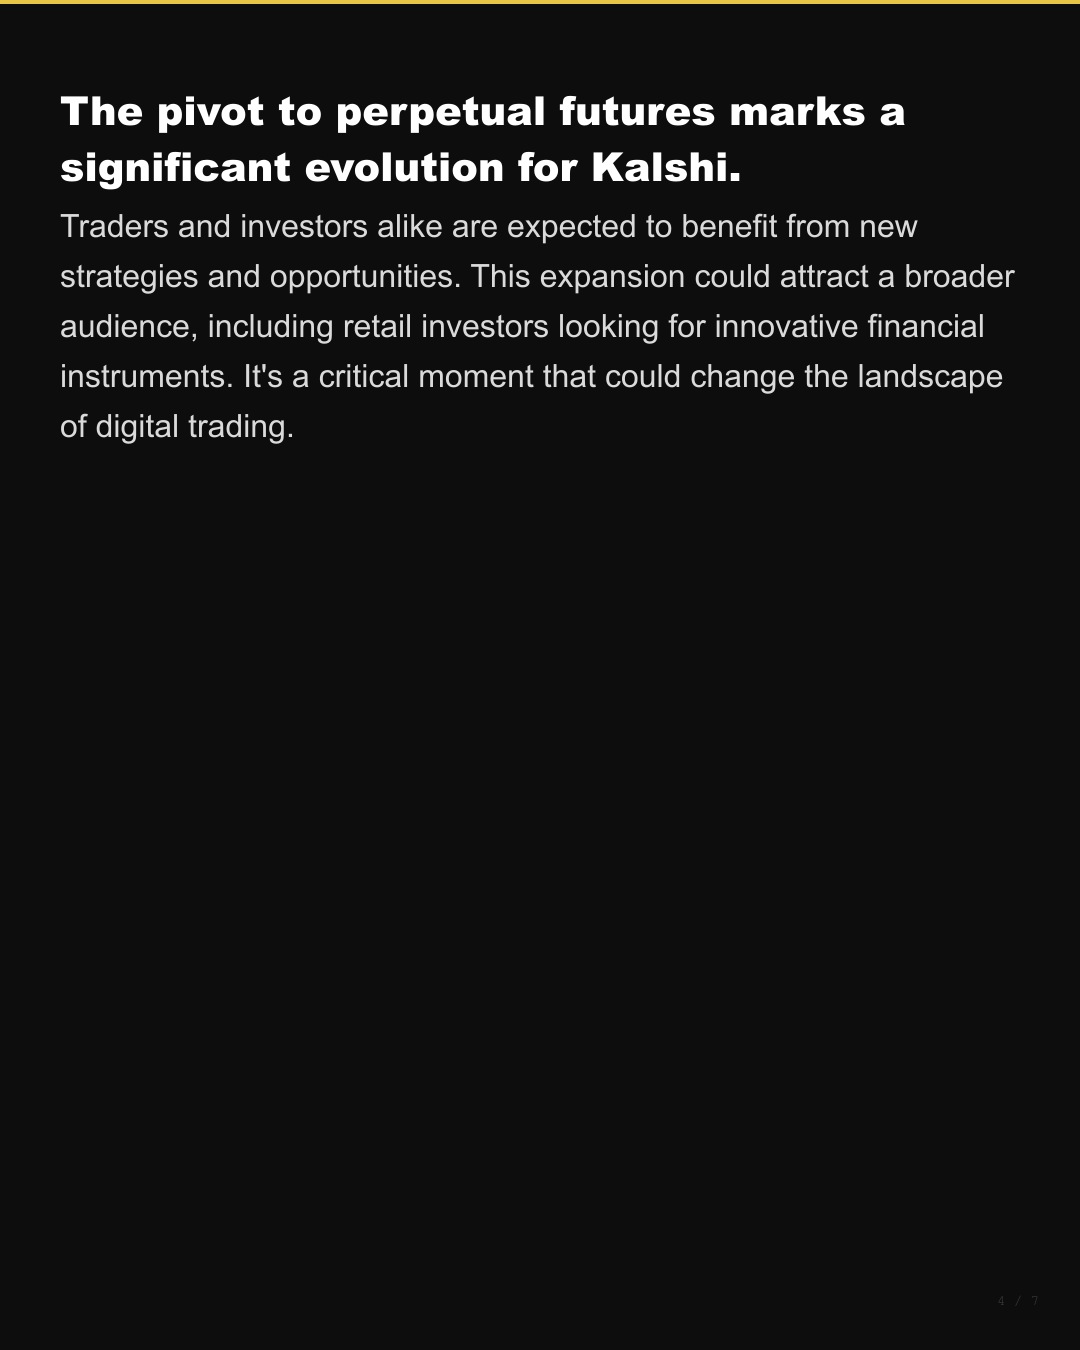 The pivot to perpetual futures marks a
significant evolution for Kalshi.
Traders and investors alike are expected to benefit from new
strategies and opportunities. This expansion could attract a broader
audience, including retail investors looking for innovative financial
instruments. It's a critical moment that could change the landscape
of digital trading.
4 / 7